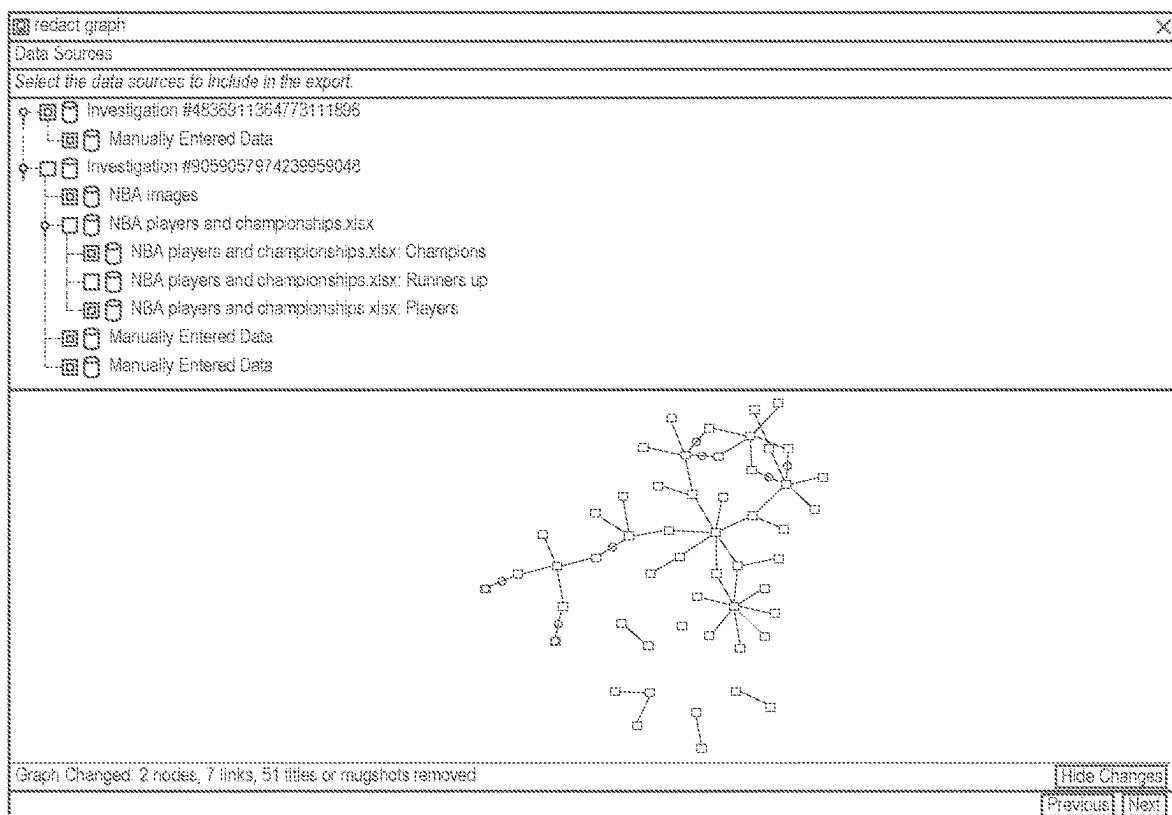 redact graph
Data Sources
Select the data sources to include in the export.
Investigation #4836911364773111896
Manually Entered Data
Investigation #9059057974239959048
NBA images
NBA players and championships.xlsx
NBA players and championships.xlsx: Champions
NBA players and championships.xlsx: Runners up
NBA players and championships.xlsx: Players
Manually Entered Data
Manually Entered Data
Graph Changed: 2 nodes, 7 links, 51 titles or mugshots removed
Hide Changes
Previous Next